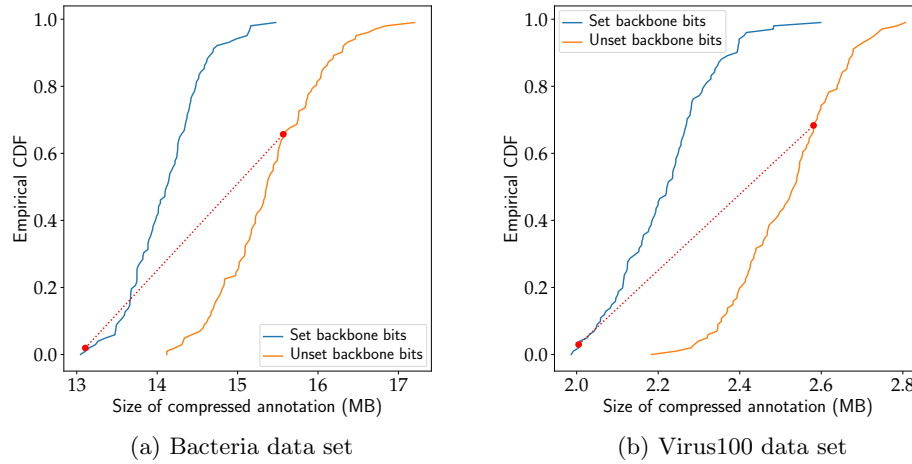 1.0
0.8
0.6
0.4
0.2
0.0
Empirical CDF
Set backbone bits
Unset backbone bits
13 14 15 16 17
Size of compressed annotation (MB)
(a) Bacteria data set
1.0
0.8
0.6
0.4
0.2
0.0
Empirical CDF
Set backbone bits
Unset backbone bits
2.0 2.2 2.4 2.6 2.8
Size of compressed annotation (MB)
(b) Virus100 data set